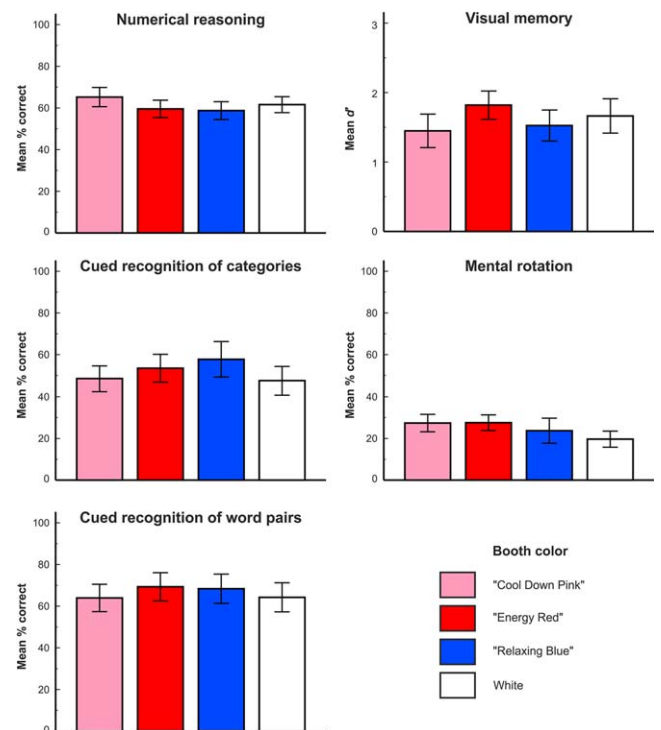 Numerical reasoning
Mean % correct
100
80
60
40
20
0
Visual memory
Mean d'
3
2
1
0
Cued recognition of categories
Mean % correct
100
80
60
40
20
0
Mental rotation
Mean % correct
100
80
60
40
20
0
Cued recognition of word pairs
Mean % correct
100
80
60
40
20
0
Booth color
"Cool Down Pink"
"Energy Red"
"Relaxing Blue"
White